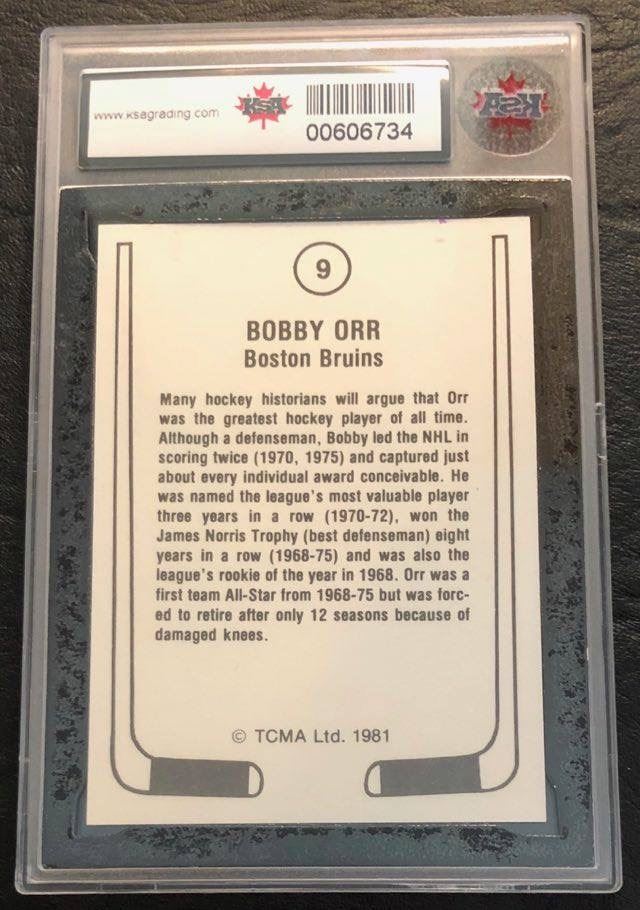 www.ksagrading.com
KSA
00606734
KSA
9
BOBBY ORR
Boston Bruins
Many hockey historians will argue that Orr
was the greatest hockey player of all time.
Although a defenseman, Bobby led the NHL in
scoring twice (1970, 1975) and captured just
about every individual award conceivable. He
was named the league's most valuable player
three years in a row (1970-72), won the
James Norris Trophy (best defenseman) eight
years in a row (1968-75) and was also the
league's rookie of the year in 1968. Orr was a
first team All-Star from 1968-75 but was forc-
ed to retire after only 12 seasons because of
damaged knees.
© TCMA Ltd. 1981